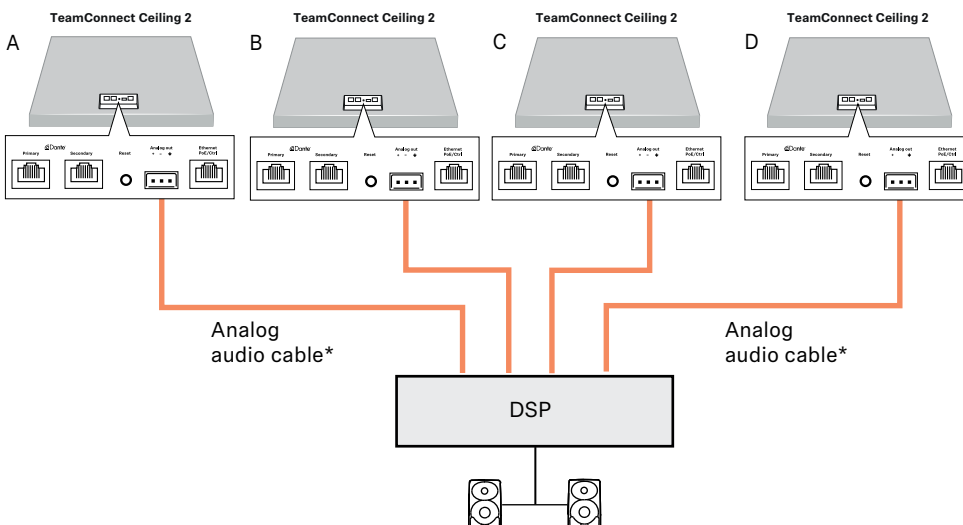 TeamConnect Ceiling 2
TeamConnect Ceiling 2
TeamConnect Ceiling 2
TeamConnect Ceiling 2
A
B
C
D
Dante
Primary
Secondary
Reset
Analog out
Ethernet
PoE/Ctrl
Dante
Primary
Secondary
Reset
Analog out
Ethernet
PoE/Ctrl
Dante
Primary
Secondary
Reset
Analog out
Ethernet
PoE/Ctrl
Dante
Primary
Secondary
Reset
Analog out
Ethernet
PoE/Ctrl
Analog
audio cable*
Analog
audio cable*
DSP